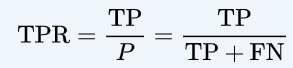 TPR = TP / P = TP / (TP + FN)